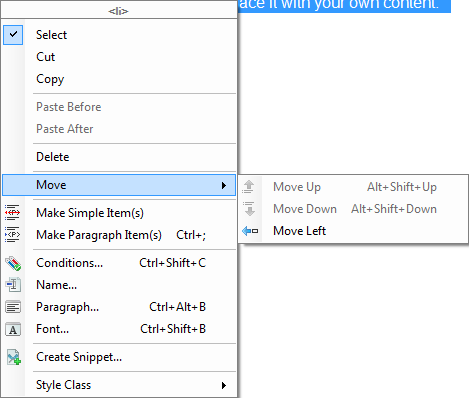 <li>
ace it with your own content.
Select
Cut
Copy
Paste Before
Paste After
Delete
Move
Move Up Alt+Shift+Up
Move Down Alt+Shift+Down
Move Left
Make Simple Item(s)
Make Paragraph Item(s) Ctrl+;
Conditions... Ctrl+Shift+C
Name...
Paragraph... Ctrl+Alt+B
Font... Ctrl+Shift+B
Create Snippet...
Style Class